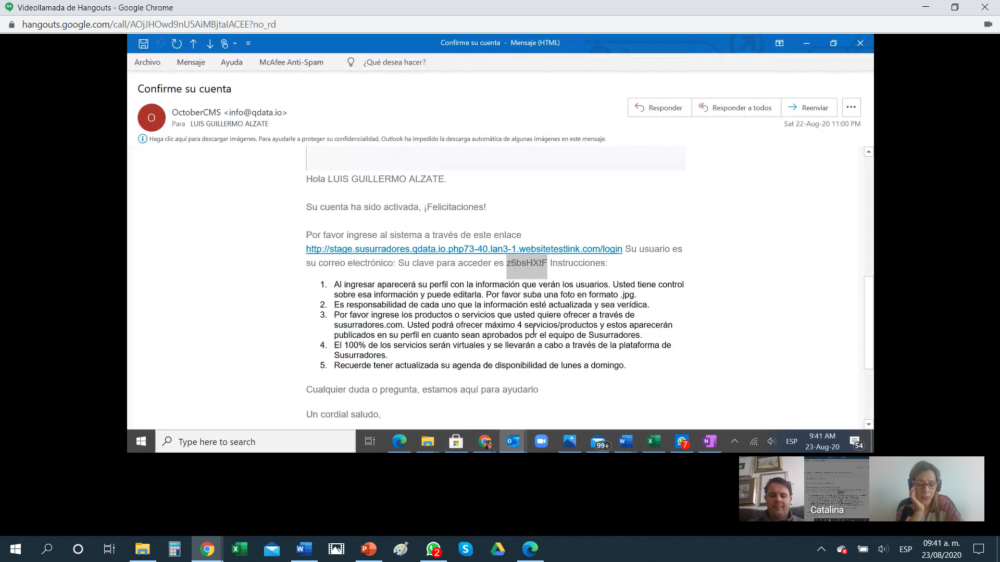 Videollamada de Hangouts - Google Chrome
hangouts.google.com/call/AOjJHOwd9nU5AiMBjtaIACEE?no_rd
Confirme su cuenta - Mensaje (HTML)
Archivo Mensaje Ayuda McAfee Anti-Spam ¿Qué desea hacer?
Confirme su cuenta
O
OctoberCMS <info@qdata.io>
Para LUIS GUILLERMO ALZATE
Responder Responder a todos Reenviar
Sat 22-Aug-20 11:00 PM
Haga clic aquí para descargar imágenes. Para ayudarle a proteger su confidencialidad, Outlook ha impedido la descarga automática de algunas imágenes en este mensaje.
Hola LUIS GUILLERMO ALZATE.
Su cuenta ha sido activada, ¡Felicitaciones!
Por favor ingrese al sistema a través de este enlace
http://stage.susurradores.qdata.io.php73-40.lan3-1.websitetestlink.com/login Su usuario es
su correo electrónico: Su clave para acceder es z6bsHXtF Instrucciones:
1. Al ingresar aparecerá su perfil con la información que verán los usuarios. Usted tiene control
sobre esa información y puede editarla. Por favor suba una foto en formato .jpg.
2. Es responsabilidad de cada uno que la información esté actualizada y sea verídica.
3. Por favor ingrese los productos o servicios que usted quiere ofrecer a través de
susurradores.com. Usted podrá ofrecer máximo 4 servicios/productos y estos aparecerán
publicados en su perfil en cuanto sean aprobados por el equipo de Susurradores.
4. El 100% de los servicios serán virtuales y se llevarán a cabo a través de la plataforma de
Susurradores.
5. Recuerde tener actualizada su agenda de disponibilidad de lunes a domingo.
Cualquier duda o pregunta, estamos aquí para ayudarlo
Un cordial saludo,
Type here to search
99+
7
ESP
9:41 AM
23-Aug-20
54
Catalina
2
ESP
09:41 a. m.
23/08/2020